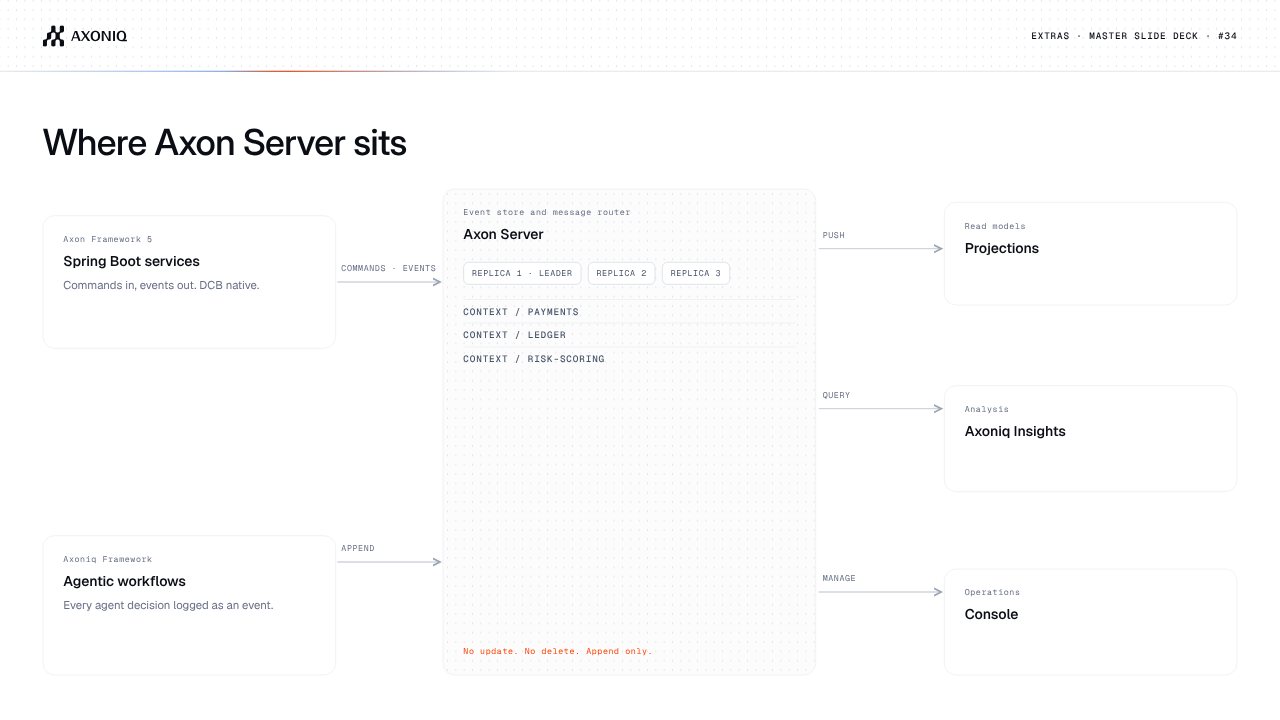 AXONIQ
EXTRAS · MASTER SLIDE DECK · #34
Where Axon Server sits
Axon Framework 5
Spring Boot services
Commands in, events out. DCB native.
COMMANDS · EVENTS
Axoniq Framework
Agentic workflows
Every agent decision logged as an event.
APPEND
Event store and message router
Axon Server
REPLICA 1 · LEADER
REPLICA 2
REPLICA 3
CONTEXT / PAYMENTS
CONTEXT / LEDGER
CONTEXT / RISK-SCORING
No update. No delete. Append only.
PUSH
Read models
Projections
QUERY
Analysis
Axoniq Insights
MANAGE
Operations
Console